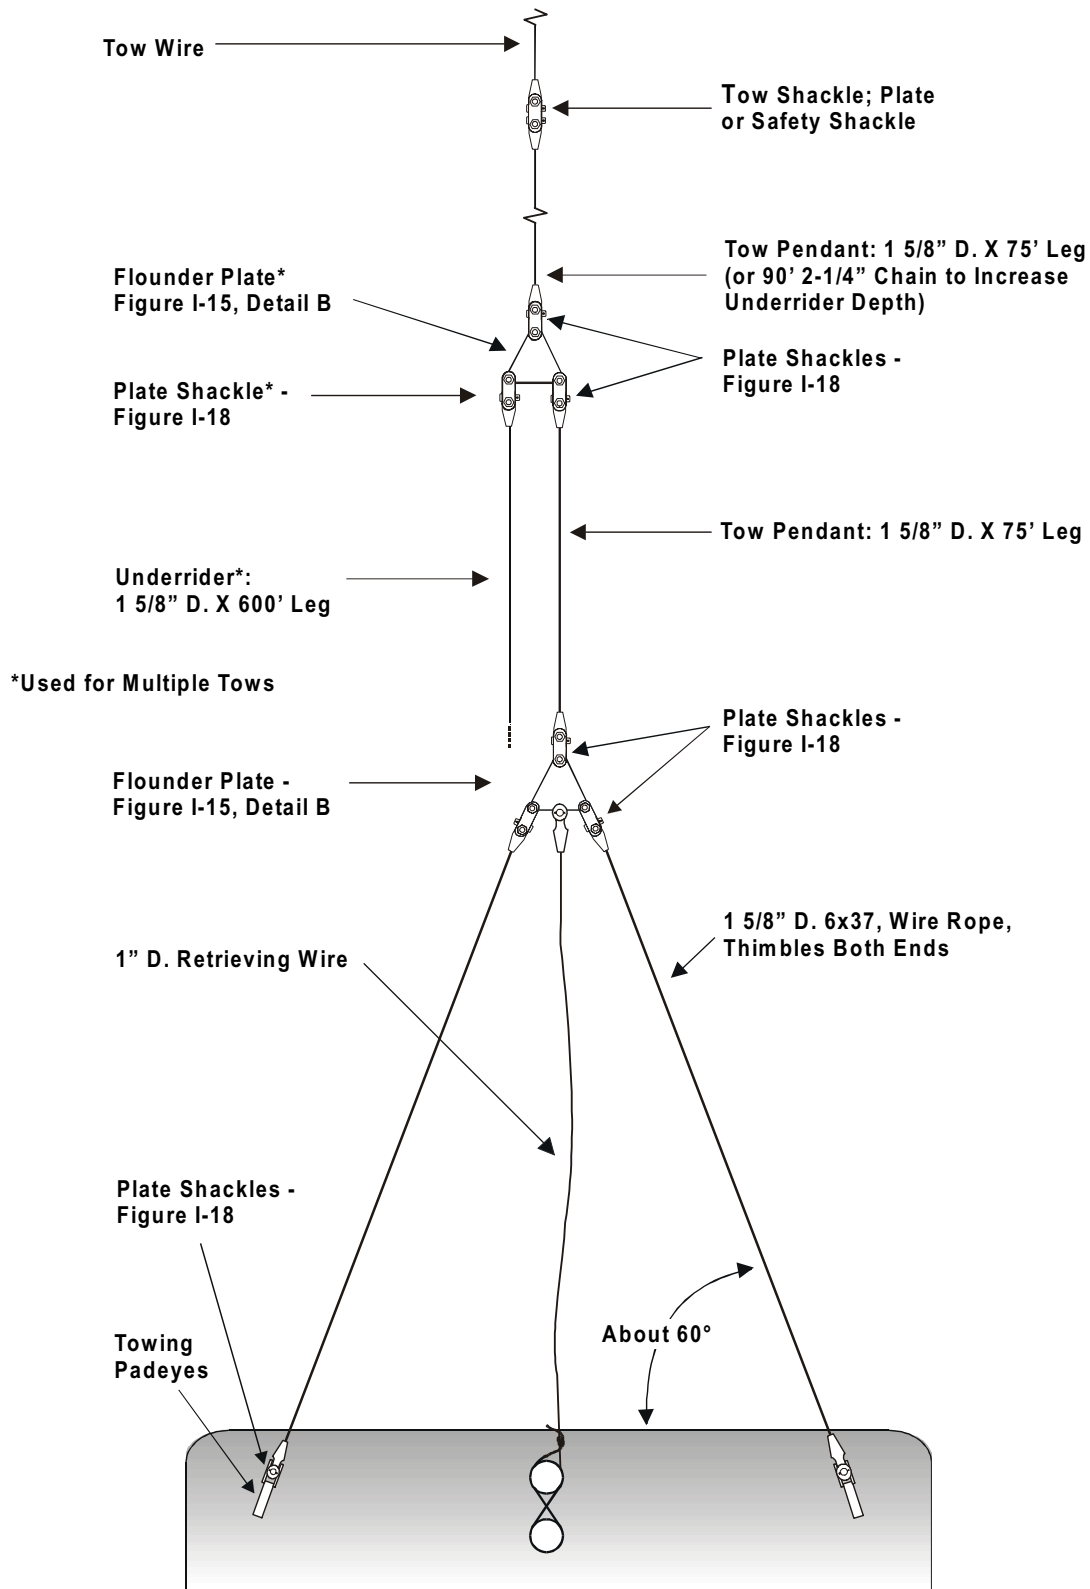 Tow Wire
Tow Shackle; Plate
or Safety Shackle
Tow Pendant: 1 5/8” D. X 75’ Leg
(or 90’ 2-1/4” Chain to Increase
Underrider Depth)
Flounder Plate*
Figure I-15, Detail B
Plate Shackles -
Figure I-18
Plate Shackle* -
Figure I-18
Tow Pendant: 1 5/8” D. X 75’ Leg
Underrider*:
1 5/8” D. X 600’ Leg
*Used for Multiple Tows
Plate Shackles -
Figure I-18
Flounder Plate -
Figure I-15, Detail B
1 5/8” D. 6x37, Wire Rope,
Thimbles Both Ends
1” D. Retrieving Wire
Plate Shackles -
Figure I-18
About 60°
Towing
Padeyes